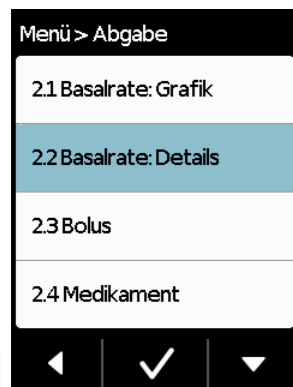 Menü > Abgabe
2.1 Basalrate: Grafik
2.2 Basalrate: Details
2.3 Bolus
2.4 Medikament